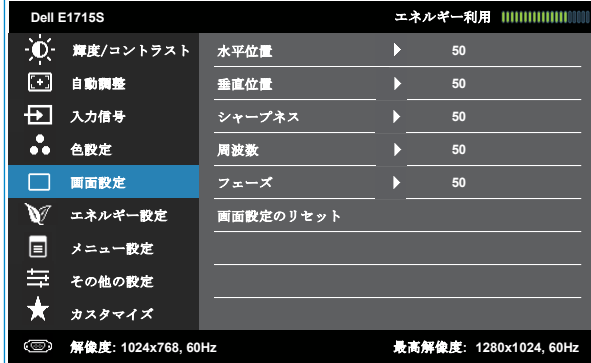 Dell E1715S エネルギー利用
輝度/コントラスト 水平位置 50
自動調整 垂直位置 50
入力信号 シャープネス 50
色設定 周波数 50
画面設定 フェーズ 50
エネルギー設定 画面設定のリセット
メニュー設定
その他の設定
カスタマイズ
解像度: 1024x768, 60Hz 最高解像度: 1280x1024, 60Hz